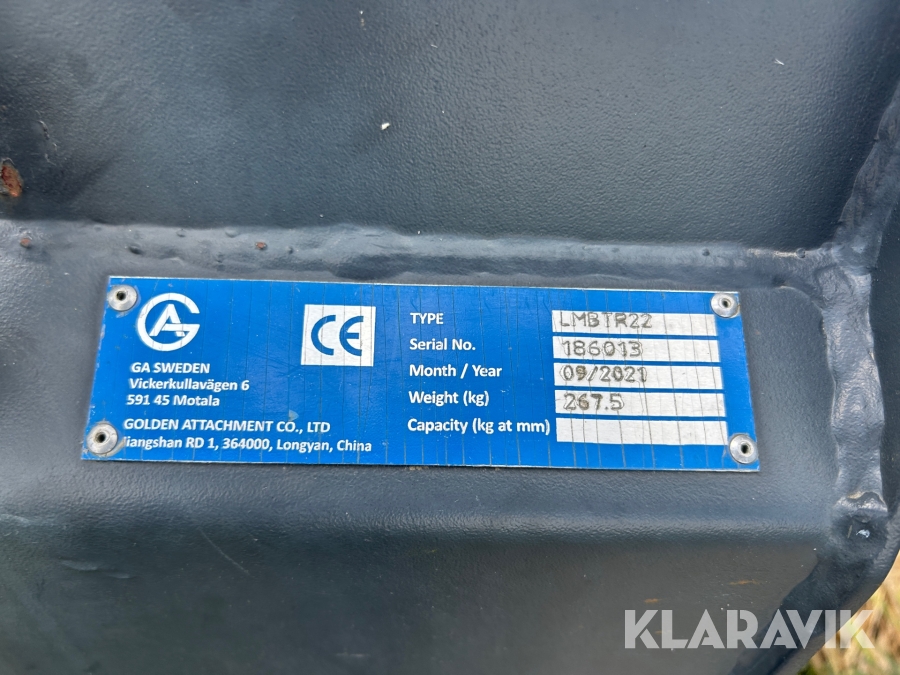 GA SWEDEN
Vickerkullavägen 6
591 45 Motala
GOLDEN ATTACHMENT CO., LTD
Jiangshan RD 1, 364000, Longyan, China
CE
TYPE LMBTR22
Serial No. 186013
Month / Year 09/2021
Weight (kg) 267.5
Capacity (kg at mm)
KLARAVIK